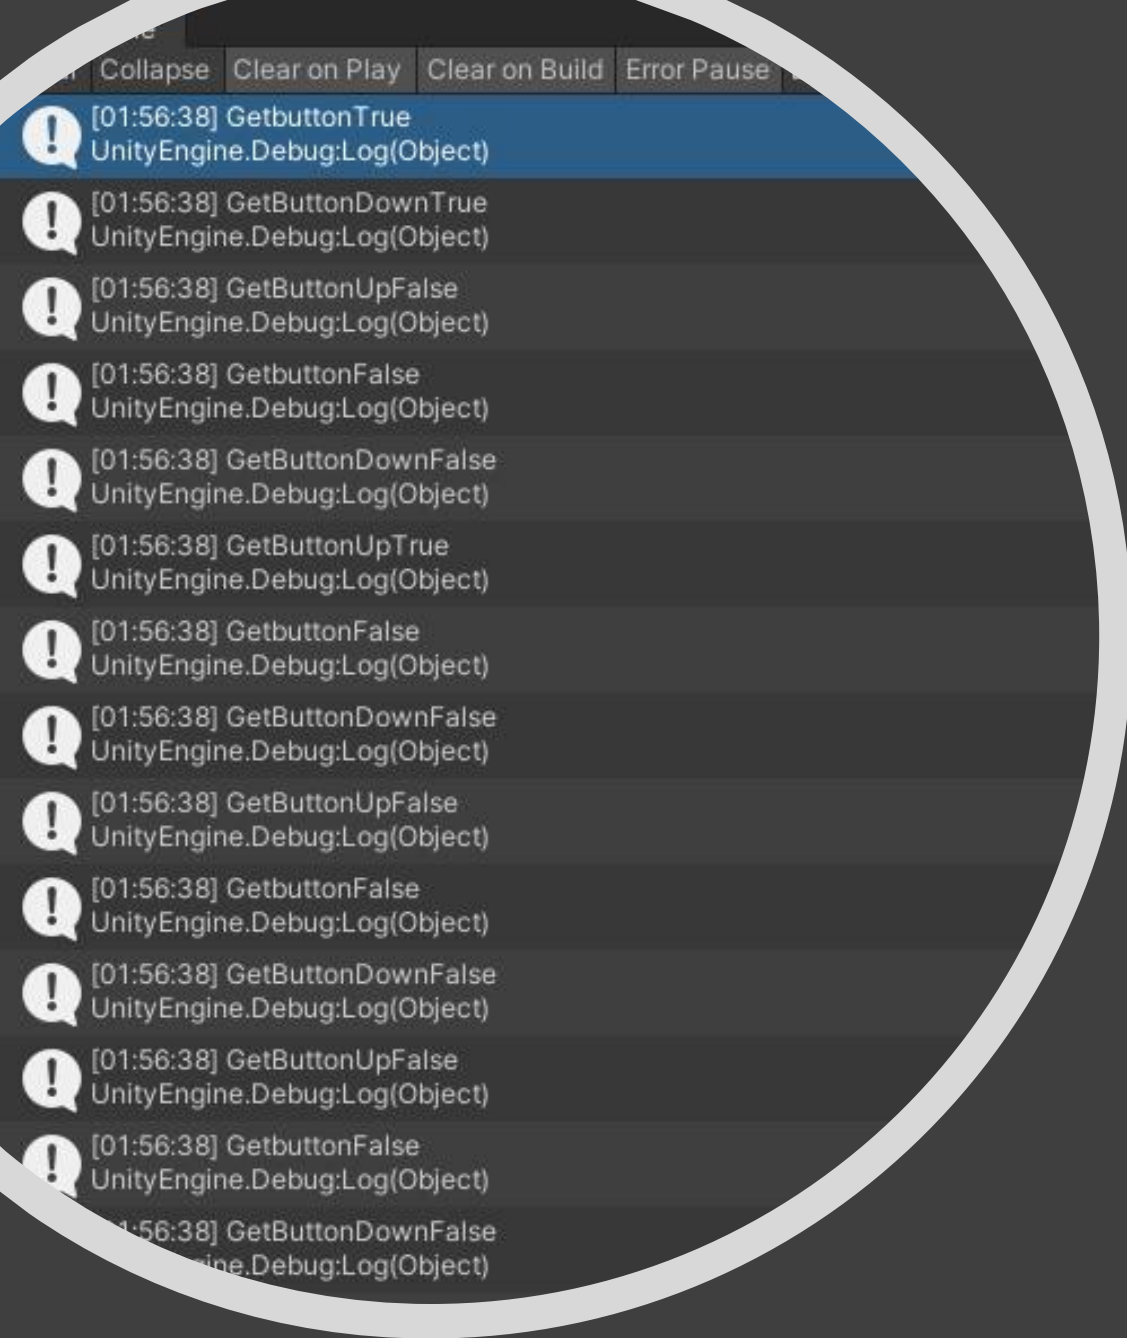 Collapse Clear on Play Clear on Build Error Pause
[01:56:38] GetbuttonTrue
UnityEngine.Debug:Log(Object)
[01:56:38] GetButtonDownTrue
UnityEngine.Debug:Log(Object)
[01:56:38] GetButtonUpFalse
UnityEngine.Debug:Log(Object)
[01:56:38] GetbuttonFalse
UnityEngine.Debug:Log(Object)
[01:56:38] GetButtonDownFalse
UnityEngine.Debug:Log(Object)
[01:56:38] GetButtonUpTrue
UnityEngine.Debug:Log(Object)
[01:56:38] GetbuttonFalse
UnityEngine.Debug:Log(Object)
[01:56:38] GetButtonDownFalse
UnityEngine.Debug:Log(Object)
[01:56:38] GetButtonUpFalse
UnityEngine.Debug:Log(Object)
[01:56:38] GetbuttonFalse
UnityEngine.Debug:Log(Object)
[01:56:38] GetButtonDownFalse
UnityEngine.Debug:Log(Object)
[01:56:38] GetButtonUpFalse
UnityEngine.Debug:Log(Object)
[01:56:38] GetbuttonFalse
UnityEngine.Debug:Log(Object)
:56:38] GetButtonDownFalse
ne.Debug:Log(Object)